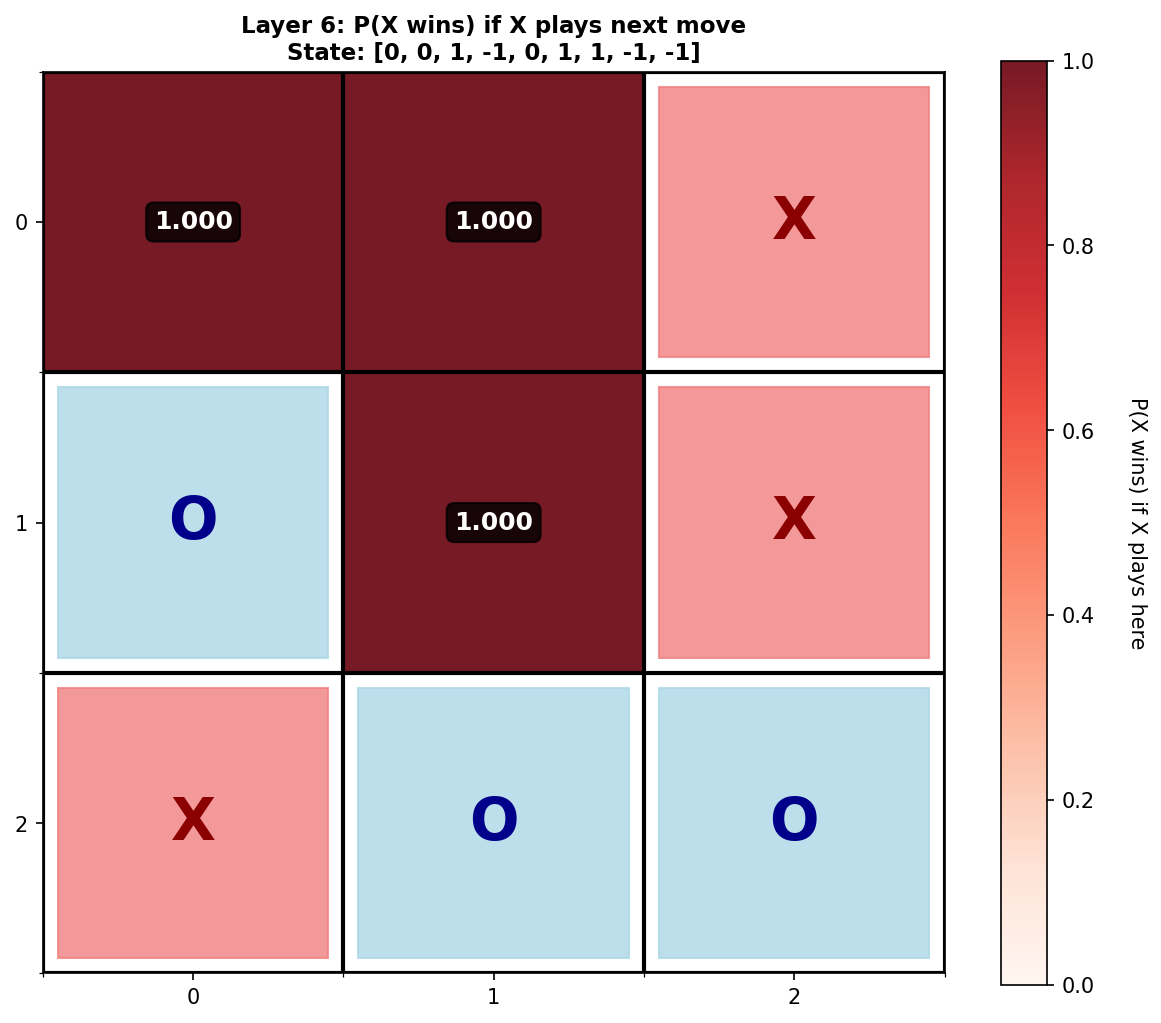 Layer 6: P(X wins) if X plays next move
State: [0, 0, 1, -1, 0, 1, 1, -1, -1]
0
1.000
1.000
X
1
O
1.000
X
2
X
O
O
0
1
2
1.0
0.8
0.6
0.4
0.2
0.0
P(X wins) if X plays here